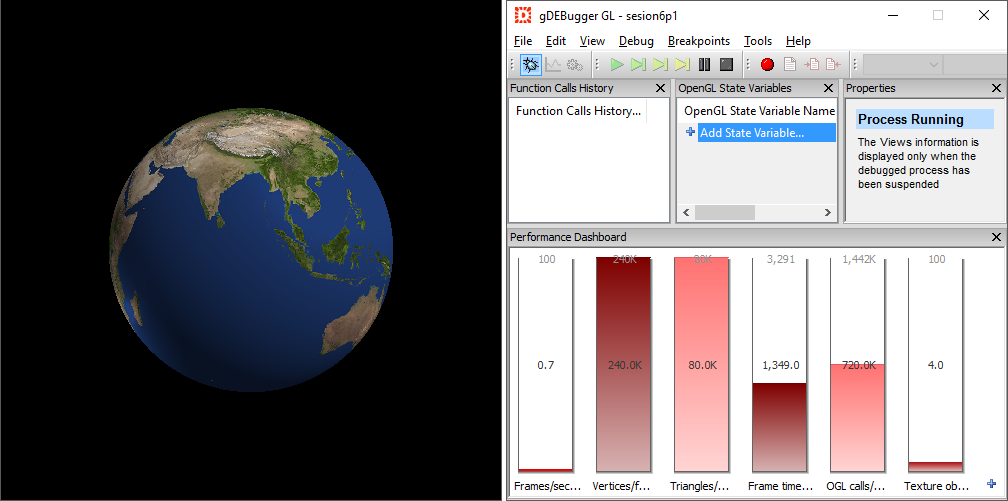 gDEBugger GL - sesion6p1
File Edit View Debug Breakpoints Tools Help
Function Calls History
Function Calls History...
OpenGL State Variables
OpenGL State Variable Name
Add State Variable...
Properties
Process Running
The Views information is
displayed only when the
debugged process has
been suspended
Performance Dashboard
100 240K 80K 3,291 1,442K 100
0.7 240.0K 80.0K 1,349.0 720.0K 4.0
Frames/sec... Vertices/f... Triangles/... Frame time... OGL calls/... Texture ob...